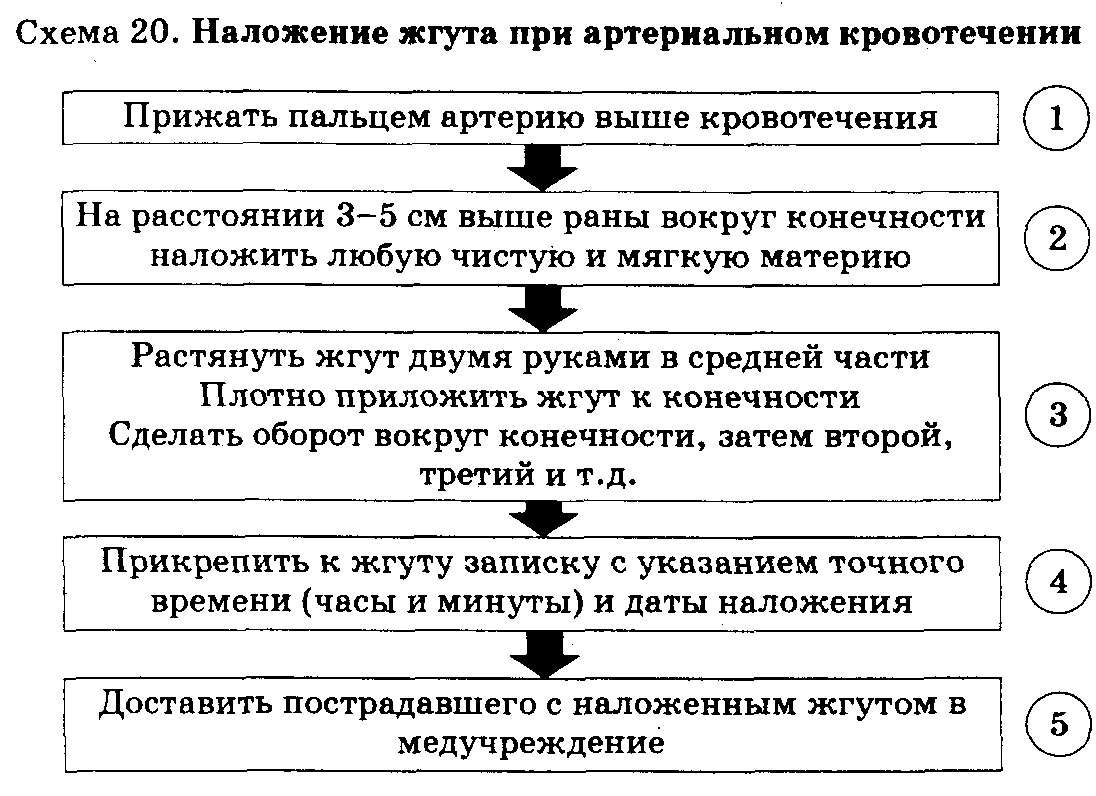 Схема 20. Наложение жгута при артериальном кровотечении
Прижать пальцем артерию выше кровотечения
1
На расстоянии 3–5 см выше раны вокруг конечности
наложить любую чистую и мягкую материю
2
Растянуть жгут двумя руками в средней части
Плотно приложить жгут к конечности
Сделать оборот вокруг конечности, затем второй,
третий и т.д.
3
Прикрепить к жгуту записку с указанием точного
времени (часы и минуты) и даты наложения
4
Доставить пострадавшего с наложенным жгутом в
медучреждение
5